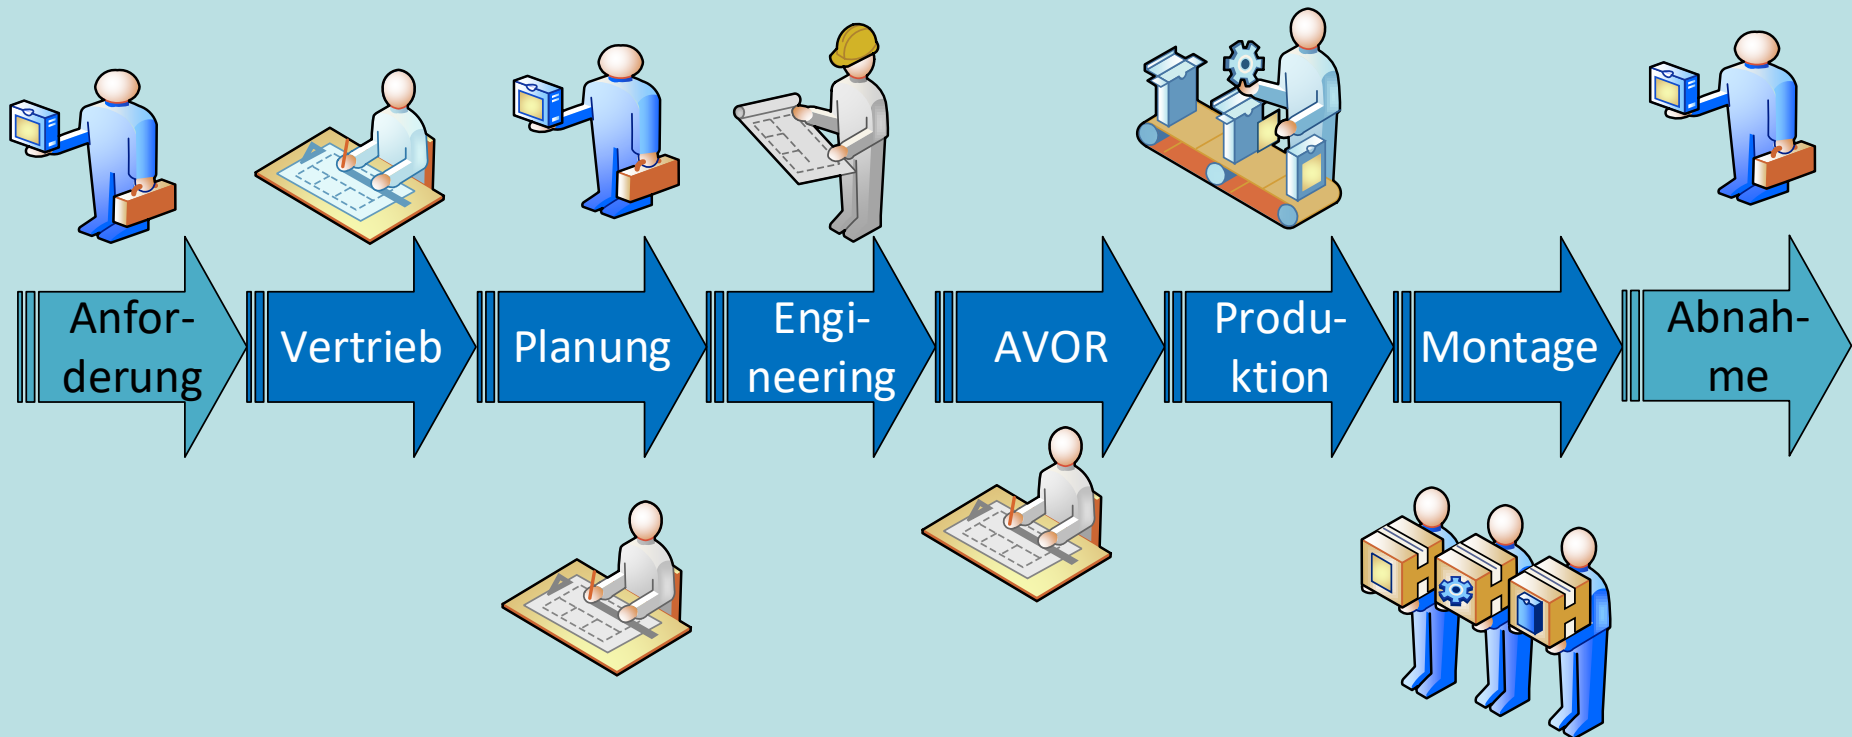 Anfor-
derung
Vertrieb
Planung
Engi-
neering
AVOR
Produ-
ktion
Montage
Abnah-
me